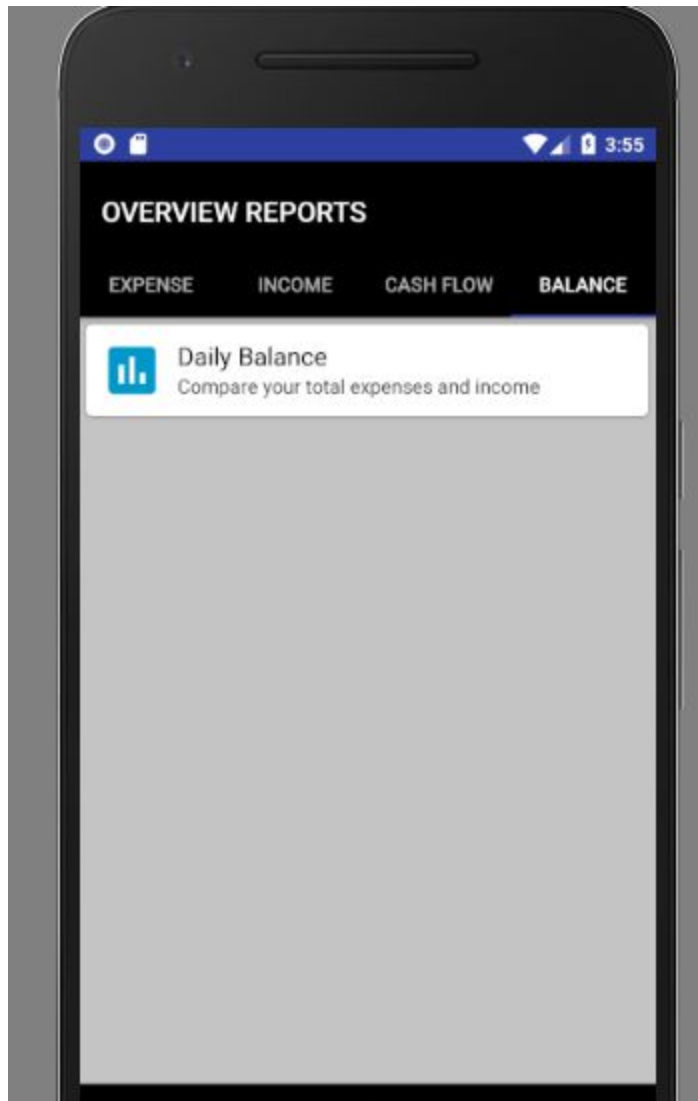 3:55
OVERVIEW REPORTS
EXPENSE INCOME CASH FLOW BALANCE
Daily Balance
Compare your total expenses and income